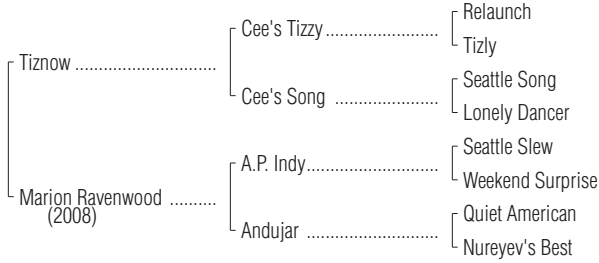 Relaunch
Cee's Tizzy
Tizly
Tiznow
Seattle Song
Cee's Song
Lonely Dancer
Seattle Slew
A.P. Indy
Weekend Surprise
Marion Ravenwood
(2008)
Quiet American
Andujar
Nureyev's Best